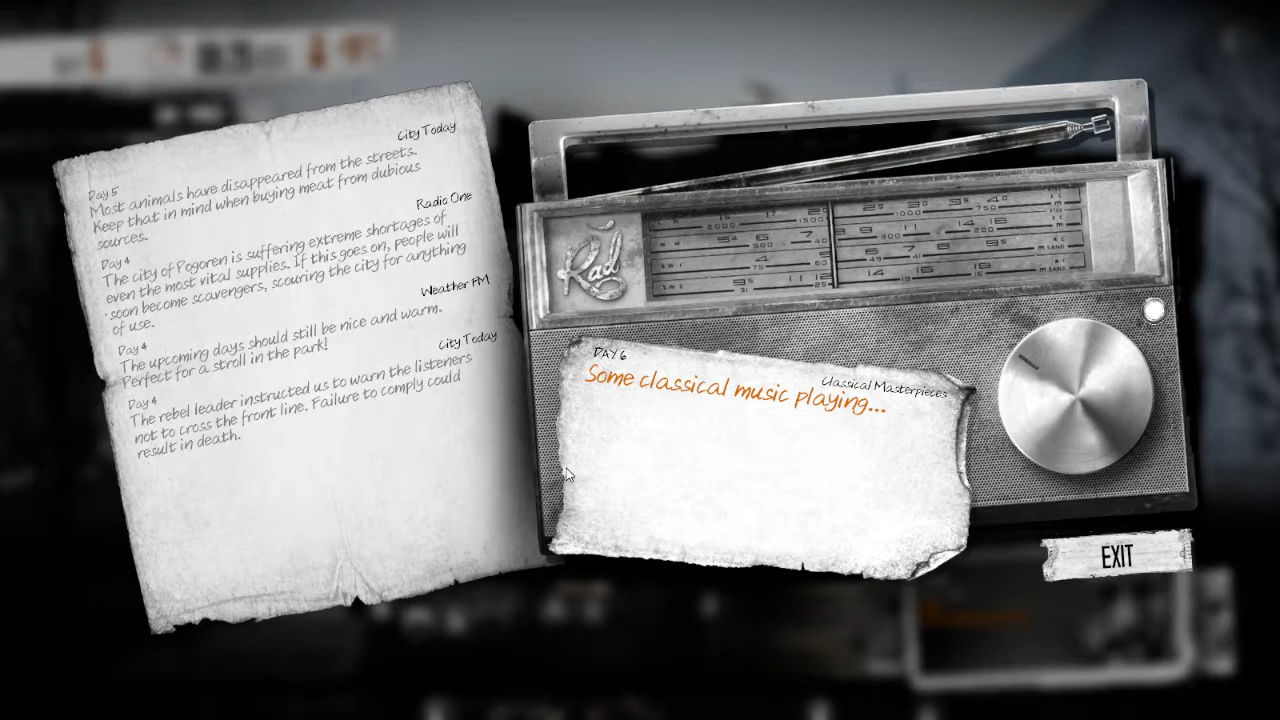 City Today
Day 5
Most animals have disappeared from the streets.
Keep that in mind when buying meat from dubious
sources.
Radio One
Day 4
The city of Pogoren is suffering extreme shortages of
even the most vital supplies. If this goes on, people will
soon become scavengers, scouring the city for anything
of use.
Weather FM
Day 4
The upcoming days should still be nice and warm.
Perfect for a stroll in the park!
City Today
Day 4
The rebel leader instructed us to warn the listeners
not to cross the front line. Failure to comply could
result in death.
Rad
DAY 6
Classical Masterpieces
Some classical music playing...
EXIT